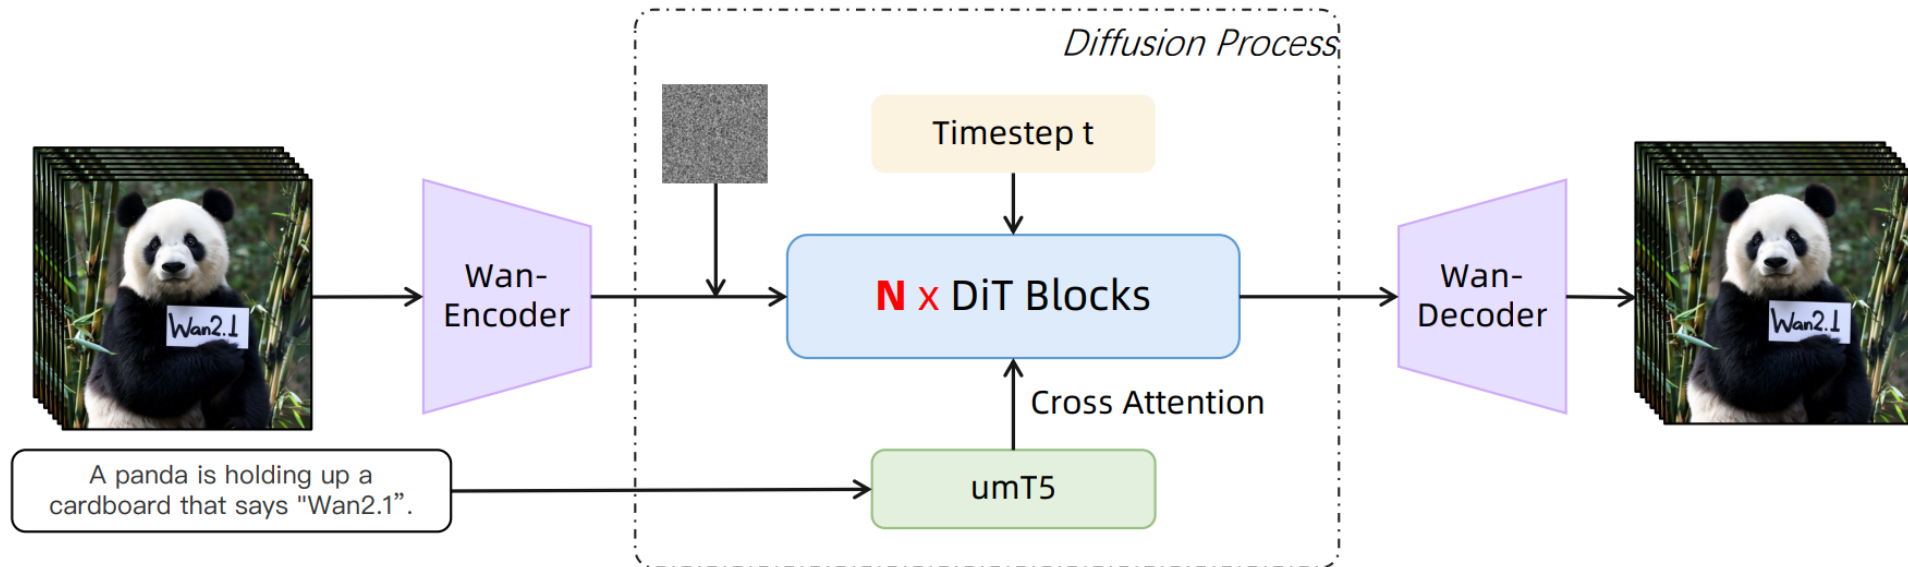 Diffusion Process
Timestep t
Wan-
Encoder
N x DiT Blocks
Wan-
Decoder
Wan2.1
Wan2.1
Cross Attention
A panda is holding up a
cardboard that says "Wan2.1”.
umT5